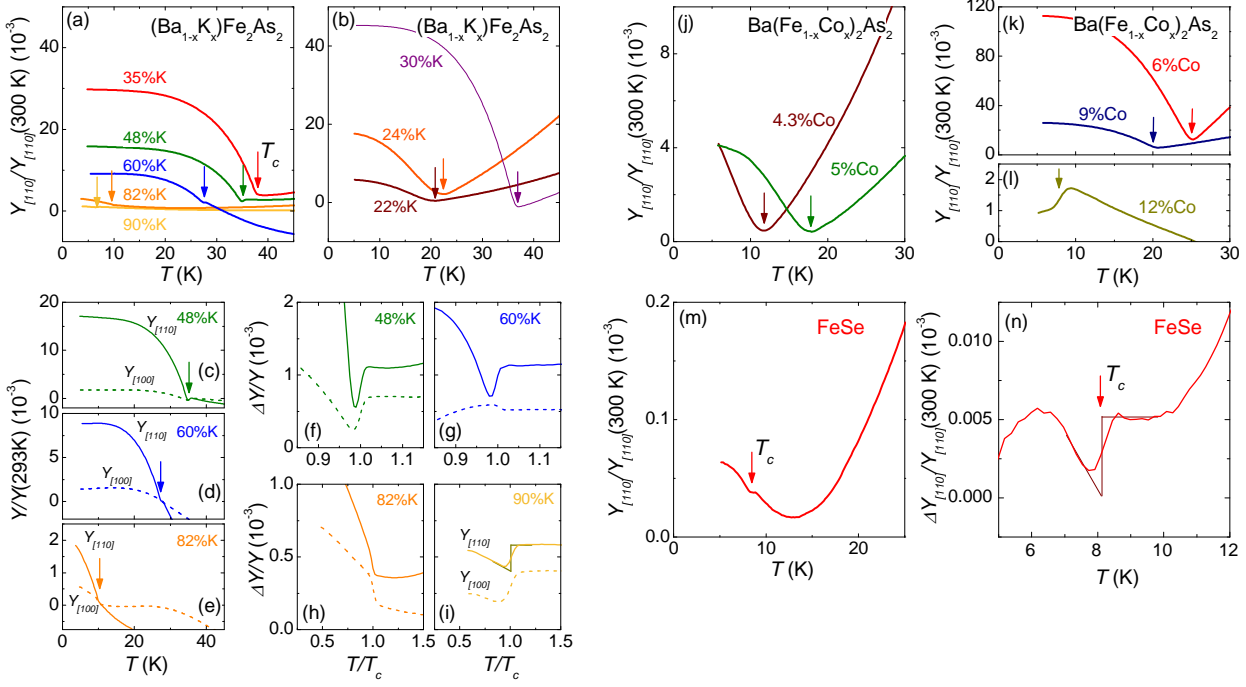 (a) (Ba1-xKx)Fe2As2
Y[110]/Y[110](300 K) (10-3)
40
20
0
35%K
48%K
60%K
82%K
90%K
Tc
0 10 20 30 40
T (K)
(b) (Ba1-xKx)Fe2As2
40
20
0
30%K
24%K
22%K
0 10 20 30 40
T (K)
(j) Ba(Fe1-xCox)2As2
Y[110]/Y[110](300 K) (10-3)
10
5
0
4.3%Co
5%Co
0 10 20 30
T (K)
(k) Ba(Fe1-xCox)2As2
Y[110]/Y[110](300 K) (10-3)
120
80
40
0
6%Co
9%Co
(l)
2
1
0
12%Co
0 10 20 30
T (K)
Y/Y(293K) (10-3)
20
10
0
Y[110] 48%K
Y[100] (c)
10
5
0
Y[110] 60%K
Y[100] (d)
2
1
0
Y[110] 82%K
Y[100] (e)
0 20 40
T (K)
ΔY/Y (10-3)
2
1
0
48%K
(f)
0.9 1.0 1.1
60%K
(g)
0.9 1.0 1.1
ΔY/Y (10-3)
1.0
0.5
0.0
82%K
(h)
0.5 1.0 1.5
T/Tc
90%K
Y[110]
Y[100]
(i)
0.5 1.0 1.5
T/Tc
(m) FeSe
Y[110]/Y[110](300 K) (10-3)
0.2
0.1
0.0
Tc
0 10 20
T (K)
(n) FeSe
ΔY[110]/Y[110](300 K) (10-3)
0.010
0.005
0.000
Tc
6 8 10 12
T (K)